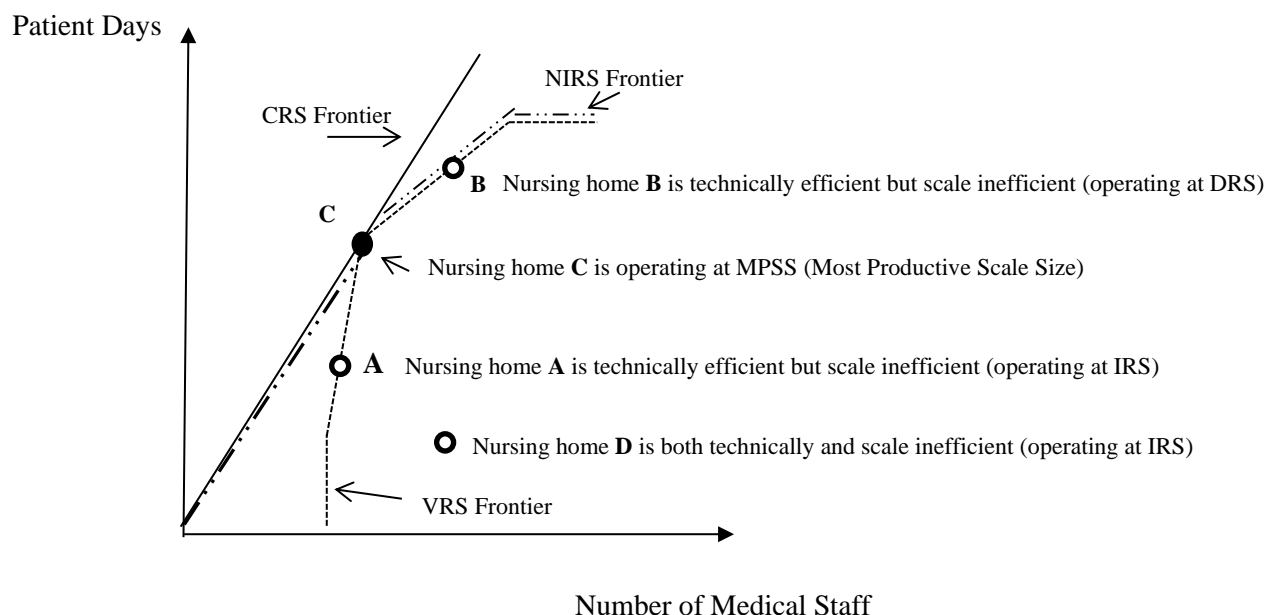 Patient Days
NIRS Frontier
CRS Frontier
B Nursing home B is technically efficient but scale inefficient (operating at DRS)
C
Nursing home C is operating at MPSS (Most Productive Scale Size)
A Nursing home A is technically efficient but scale inefficient (operating at IRS)
Nursing home D is both technically and scale inefficient (operating at IRS)
VRS Frontier
Number of Medical Staff